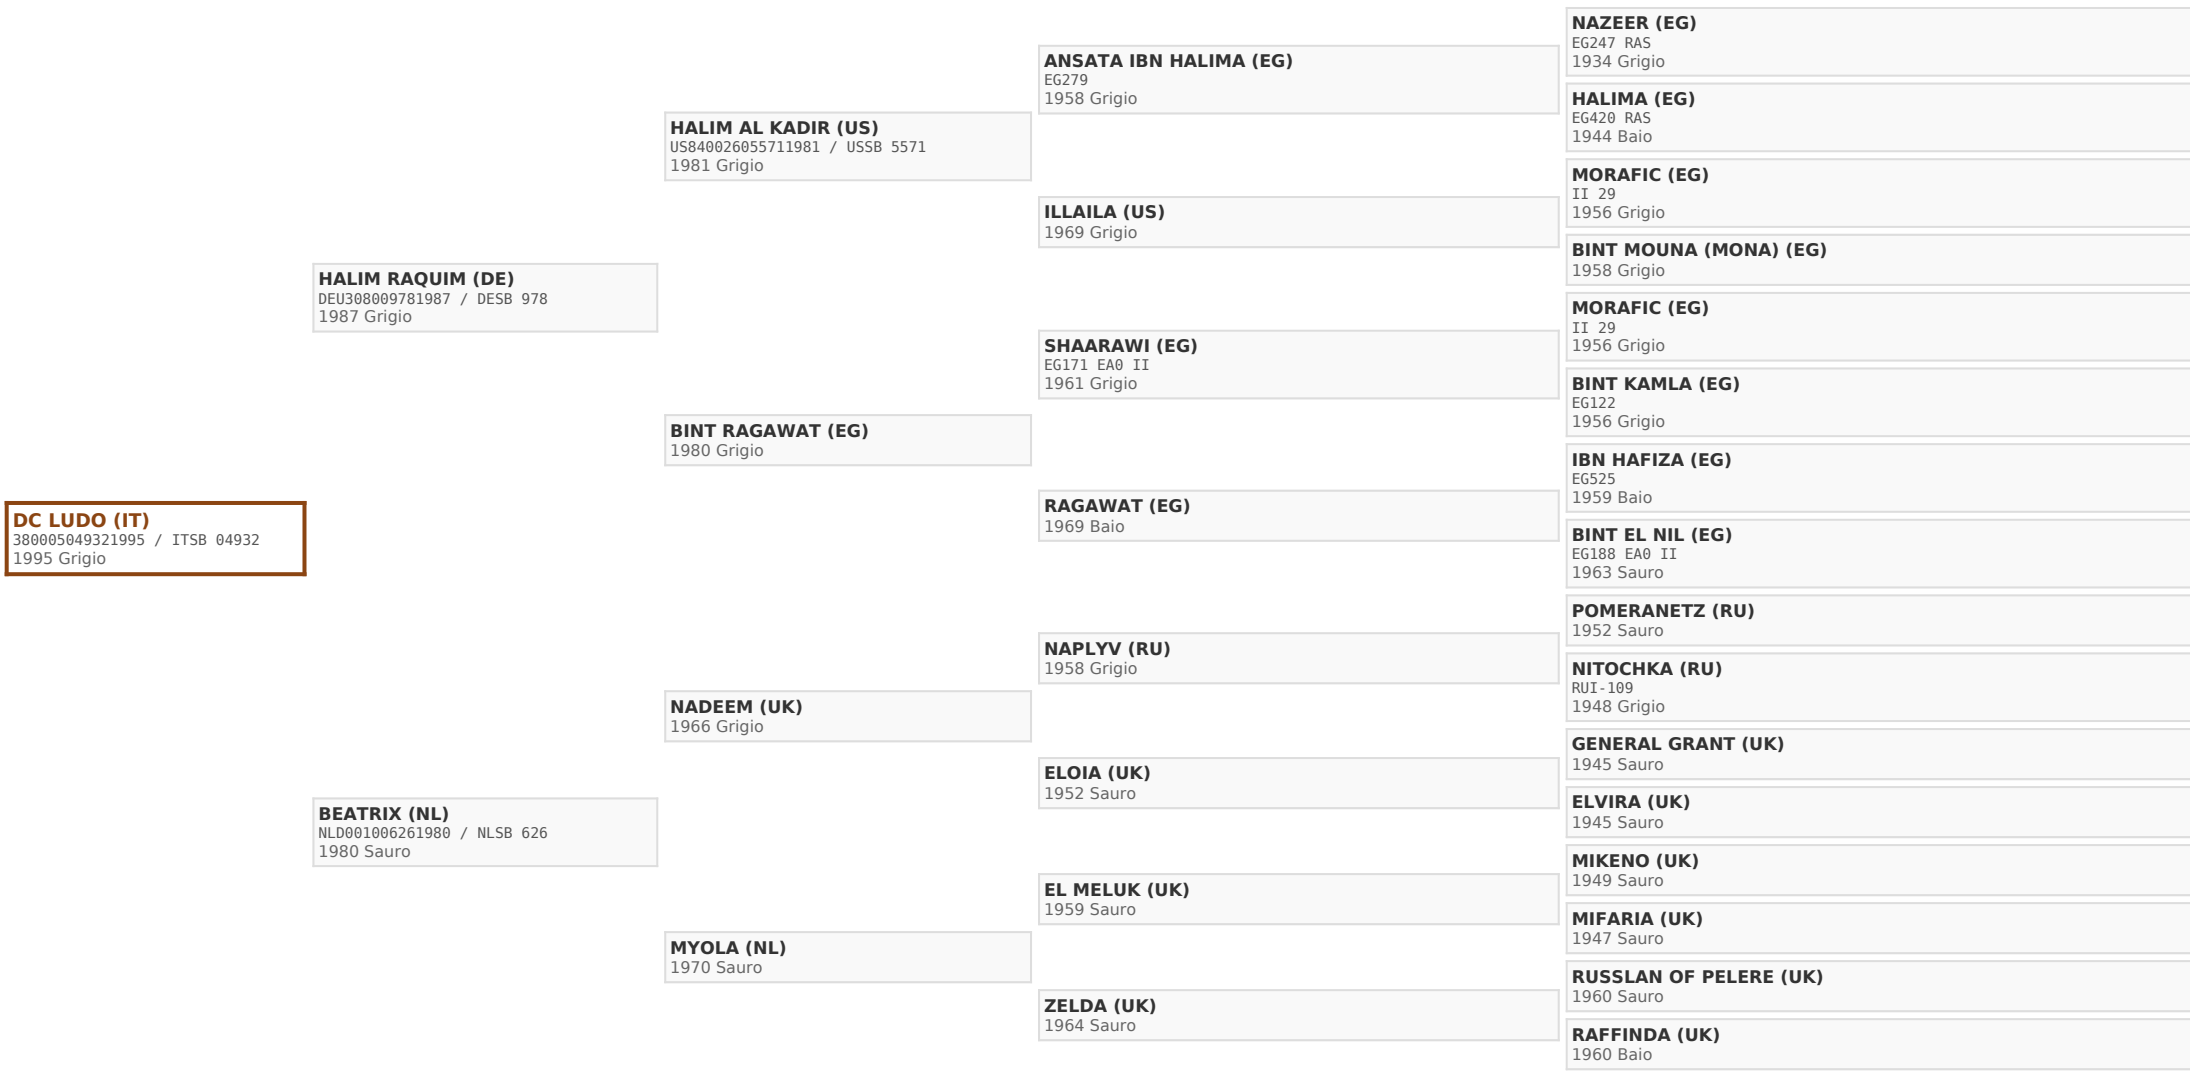 DC LUDO (IT)
380005049321995 / ITSB 04932
1995 Grigio
HALIM RAQUIM (DE)
DEU308009781987 / DESB 978
1987 Grigio
BEATRIX (NL)
NLD001006261980 / NLSB 626
1980 Sauro
HALIM AL KADIR (US)
US840026055711981 / USSB 5571
1981 Grigio
BINT RAGAWAT (EG)
1980 Grigio
NADEEM (UK)
1966 Grigio
MYOLA (NL)
1970 Sauro
ANSATA IBN HALIMA (EG)
EG279
1958 Grigio
ILLAILA (US)
1969 Grigio
SHAARAWI (EG)
EG171 EA0 II
1961 Grigio
RAGAWAT (EG)
1969 Baio
NAPLYV (RU)
1958 Grigio
ELOIA (UK)
1952 Sauro
EL MELUK (UK)
1959 Sauro
ZELDA (UK)
1964 Sauro
NAZEER (EG)
EG247 RAS
1934 Grigio
HALIMA (EG)
EG420 RAS
1944 Baio
MORAFIC (EG)
II 29
1956 Grigio
BINT MOUNA (MONA) (EG)
1958 Grigio
MORAFIC (EG)
II 29
1956 Grigio
BINT KAMLA (EG)
EG122
1956 Grigio
IBN HAFIZA (EG)
EG525
1959 Baio
BINT EL NIL (EG)
EG188 EA0 II
1963 Sauro
POMERANETZ (RU)
1952 Sauro
NITOCHKA (RU)
RUI-109
1948 Grigio
GENERAL GRANT (UK)
1945 Sauro
ELVIRA (UK)
1945 Sauro
MIKENO (UK)
1949 Sauro
MIFARIA (UK)
1947 Sauro
RUSSLAN OF PELERE (UK)
1960 Sauro
RAFFINDA (UK)
1960 Baio